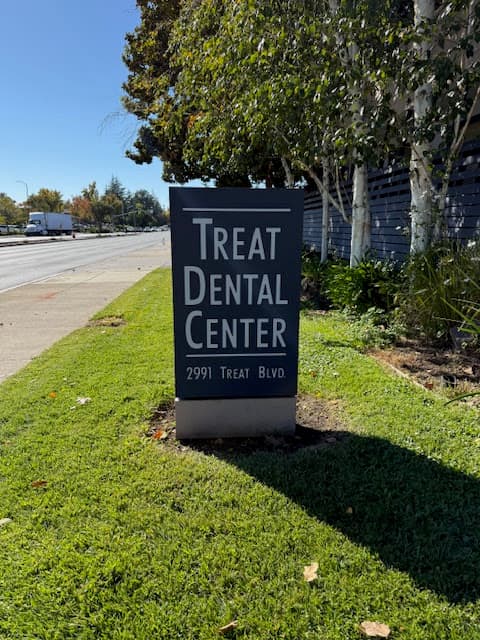 TREAT
DENTAL
CENTER
2991 TREAT BLVD.